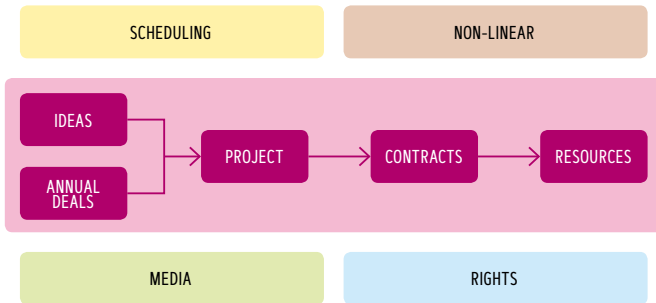 SCHEDULING
NON-LINEAR
IDEAS
ANNUAL
DEALS
PROJECT
CONTRACTS
RESOURCES
MEDIA
RIGHTS